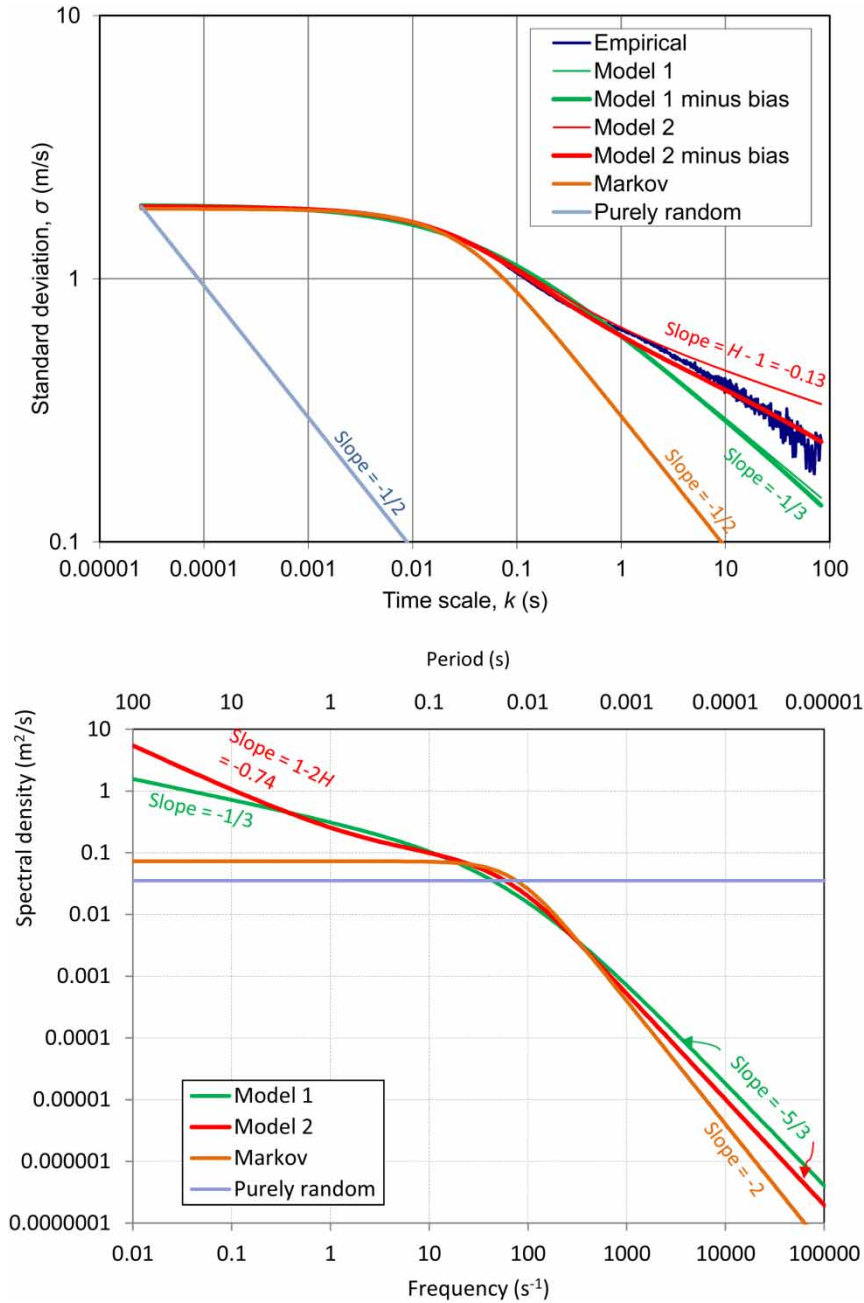 10
1
0.1
Standard deviation, σ (m/s)
Empirical
Model 1
Model 1 minus bias
Model 2
Model 2 minus bias
Markov
Purely random
Slope = H - 1 = -0.13
Slope = -1/2
Slope = -1/2
Slope = -1/3
0.00001 0.0001 0.001 0.01 0.1 1 10 100
Time scale, k (s)
Period (s)
100 10 1 0.1 0.01 0.001 0.0001 0.00001
10
1
0.1
0.01
0.001
0.0001
0.00001
0.000001
0.0000001
Spectral density (m²/s)
Slope = 1-2H
= -0.74
Slope = -1/3
Slope = -5/3
Slope = -2
Model 1
Model 2
Markov
Purely random
0.01 0.1 1 10 100 1000 10000 100000
Frequency (s⁻¹)